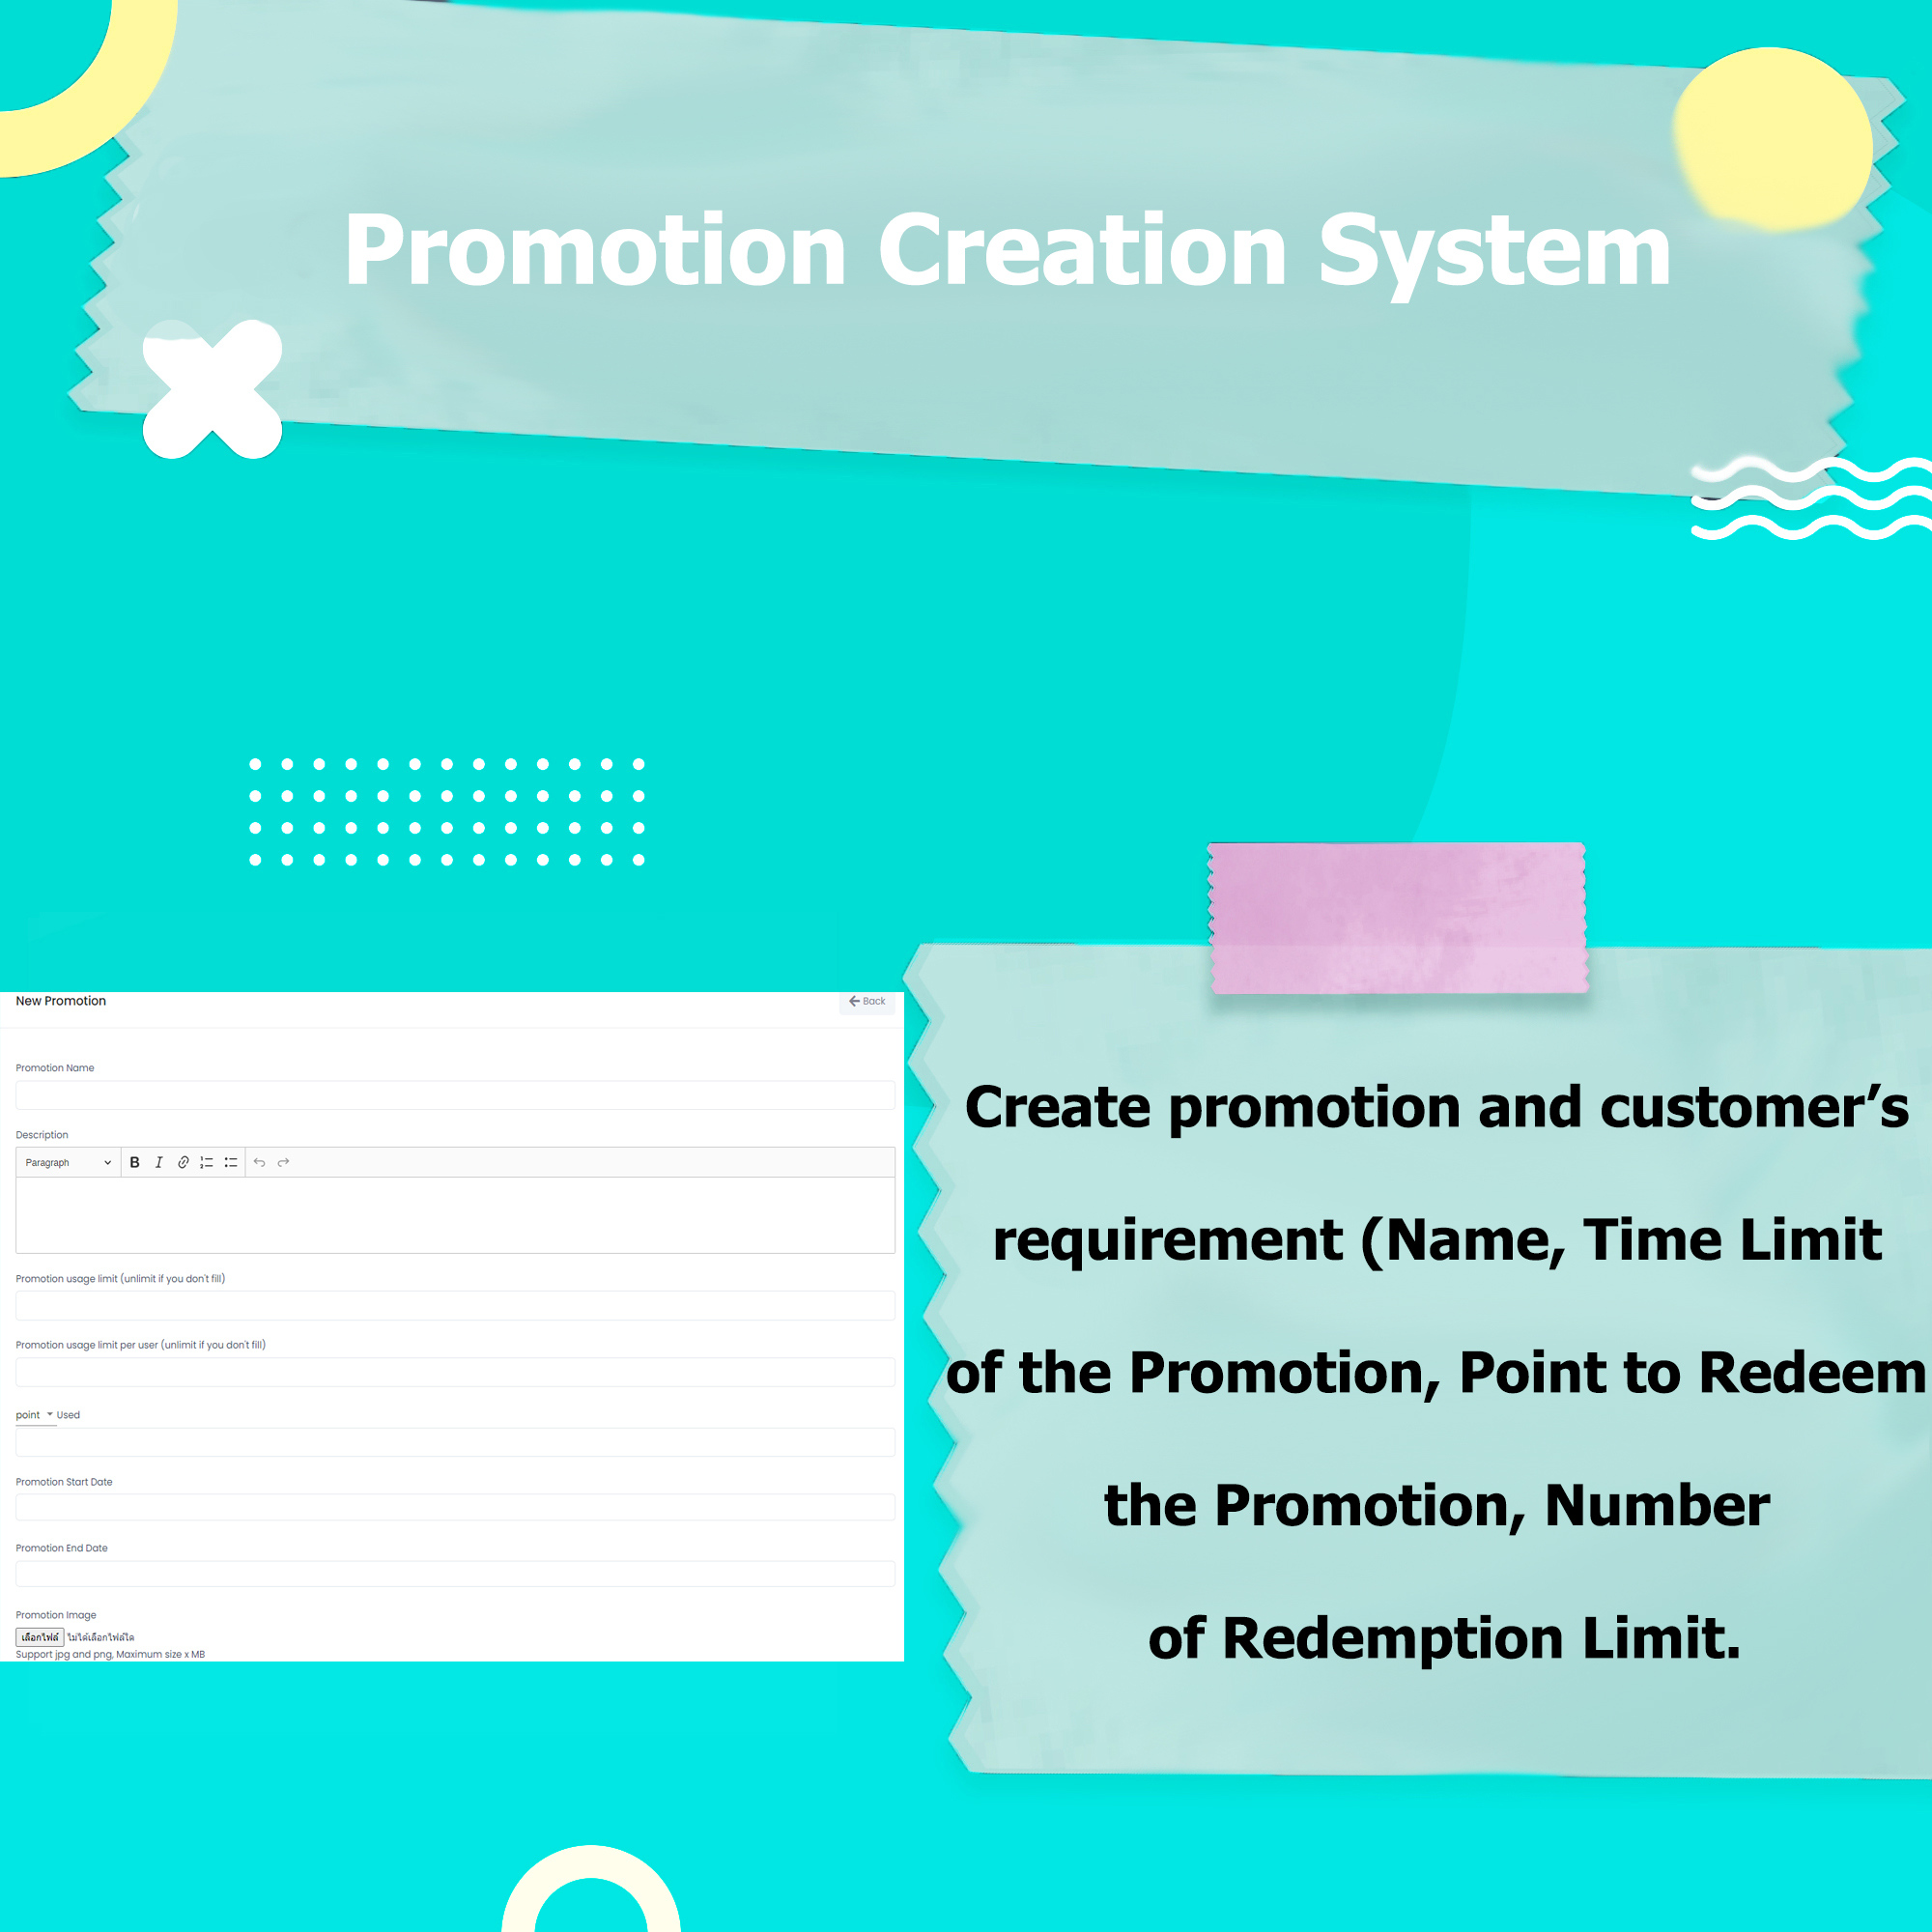 Promotion Creation System
New Promotion
Back
Promotion Name
Description
Paragraph B I
Promotion usage limit (unlimit if you don't fill)
Promotion usage limit per user (unlimit if you don't fill)
point Used
Promotion Start Date
Promotion End Date
Promotion Image
เลือกไฟล์ ไม่ได้เลือกไฟล์ใด
Support jpg and png, Maximum size x MB
Create promotion and customer’s
requirement (Name, Time Limit
of the Promotion, Point to Redeem
the Promotion, Number
of Redemption Limit.